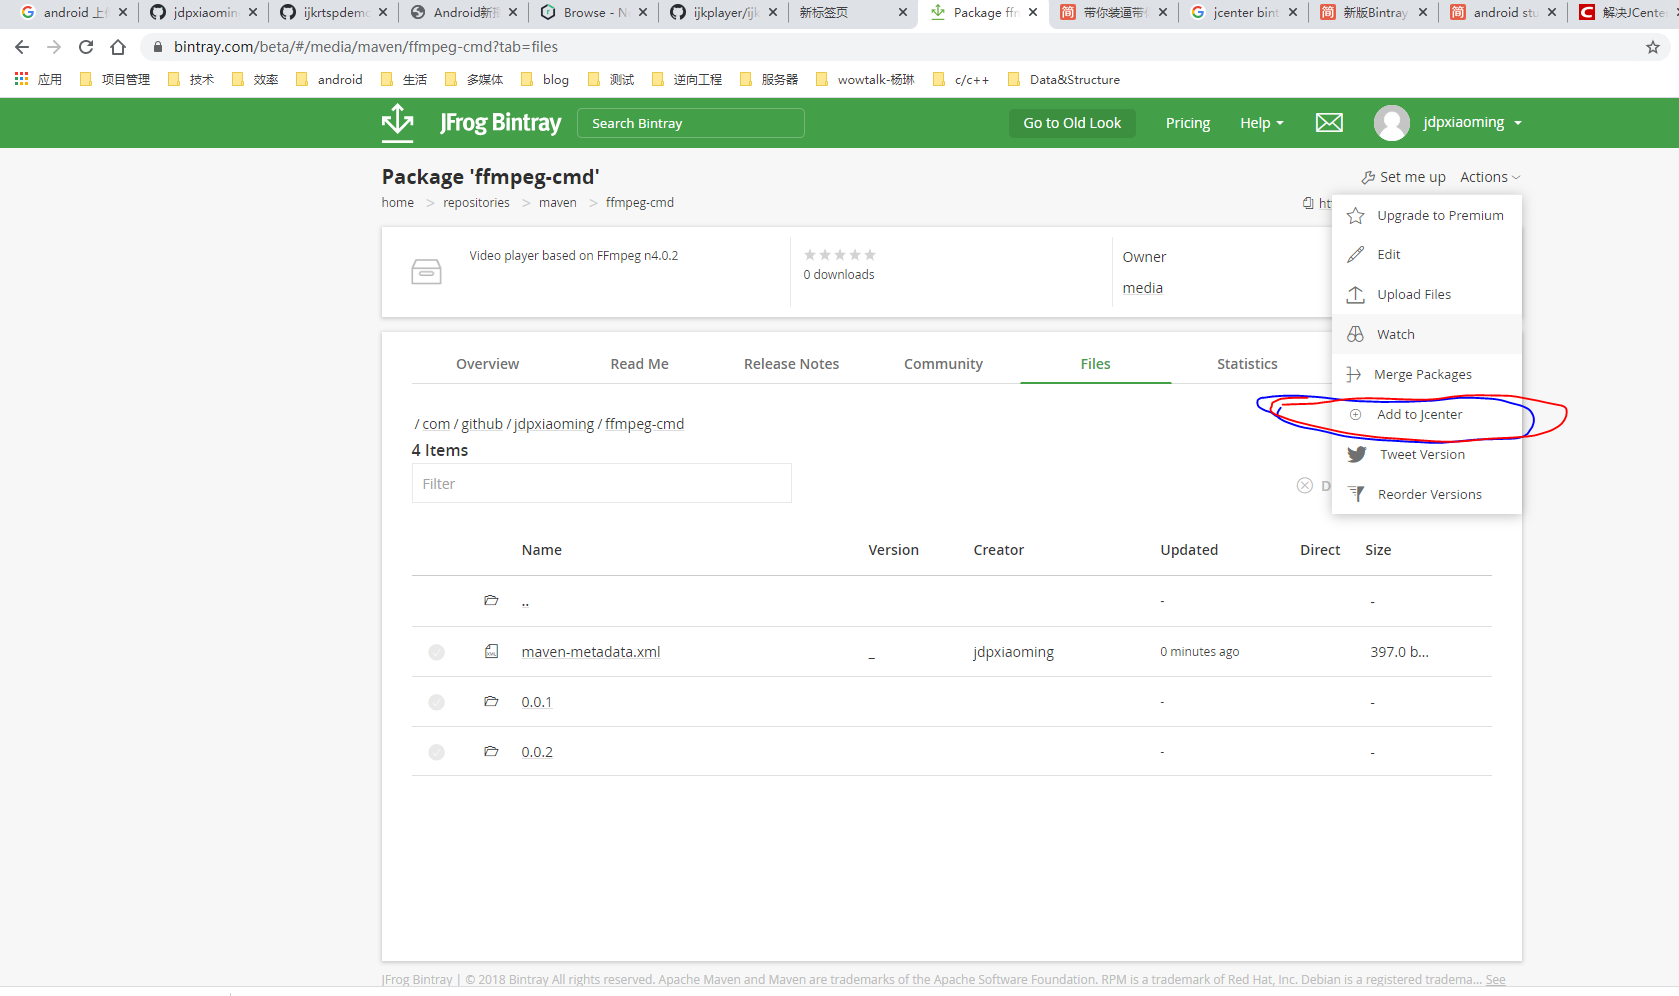 android 上传
jdpxiaomin
ijkrtspdemo
Android新
Browse - N
ijkplayer/ijk
新标签页
Package ffm
带你装逼带
jcenter bint
新版Bintray
android stu
解决JCente
bintray.com/beta/#/media/maven/ffmpeg-cmd?tab=files
应用 项目管理 技术 效率 android 生活 多媒体 blog 测试 逆向工程 服务器 wowtalk-杨琳 c/c++ Data&Structure
JFrog Bintray Search Bintray Go to Old Look Pricing Help jdpxiaoming
Package 'ffmpeg-cmd'
Set me up Actions
home > repositories > maven > ffmpeg-cmd
Upgrade to Premium
Edit
Upload Files
Watch
Merge Packages
Add to Jcenter
Tweet Version
Reorder Versions
Video player based on FFmpeg n4.0.2
0 downloads
Owner
media
Overview Read Me Release Notes Community Files Statistics
/ com / github / jdpxiaoming / ffmpeg-cmd
4 Items
Filter
D
Name Version Creator Updated Direct Size
.. - -
maven-metadata.xml _ jdpxiaoming 0 minutes ago 397.0 b...
0.0.1 - -
0.0.2 - -
JFrog Bintray | © 2018 Bintray All rights reserved. Apache Maven and Maven are trademarks of the Apache Software Foundation. RPM is a trademark of Red Hat, Inc. Debian is a registered tradema... See